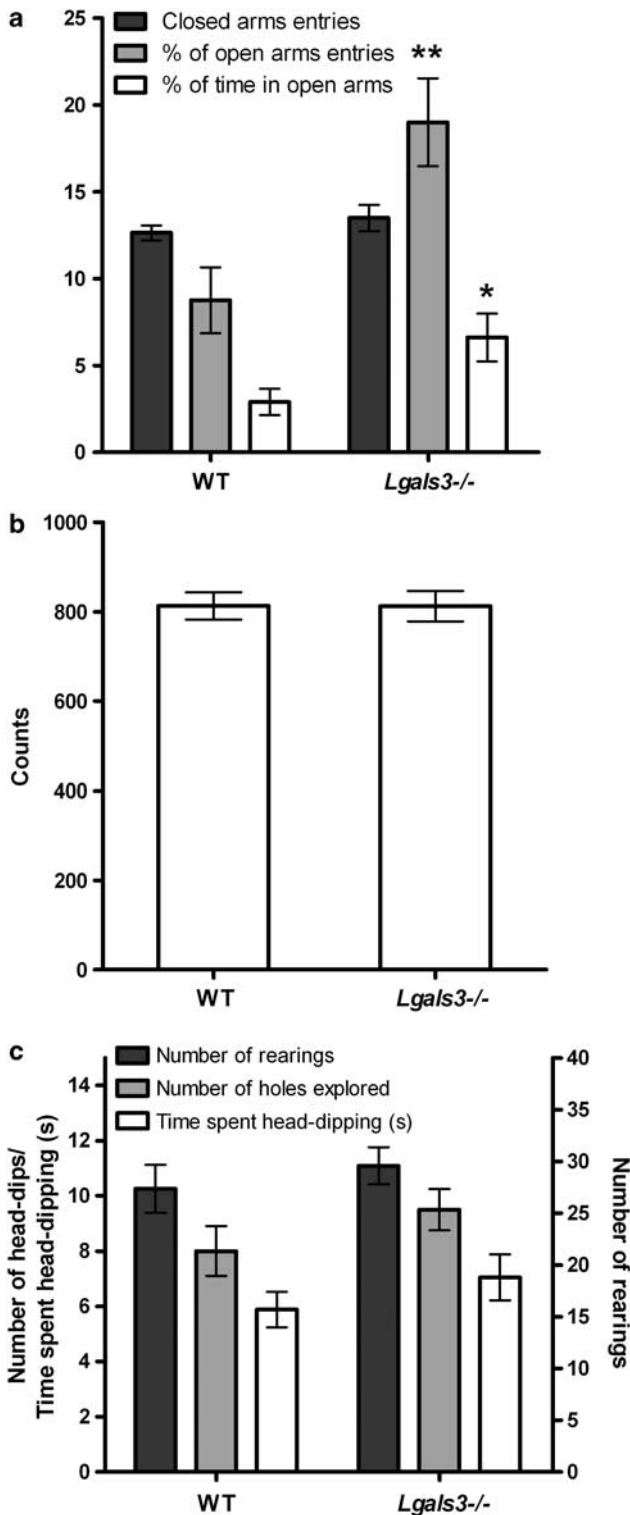 a
Closed arms entries
% of open arms entries
% of time in open arms
**
*
25
20
15
10
5
0
WT
Lgals3-/-
b
1000
800
600
400
200
0
Counts
WT
Lgals3-/-
c
Number of rearings
Number of holes explored
Time spent head-dipping (s)
14
12
10
8
6
4
2
0
Number of head-dips/
Time spent head-dipping (s)
40
35
30
25
20
15
10
5
0
Number of rearings
WT
Lgals3-/-